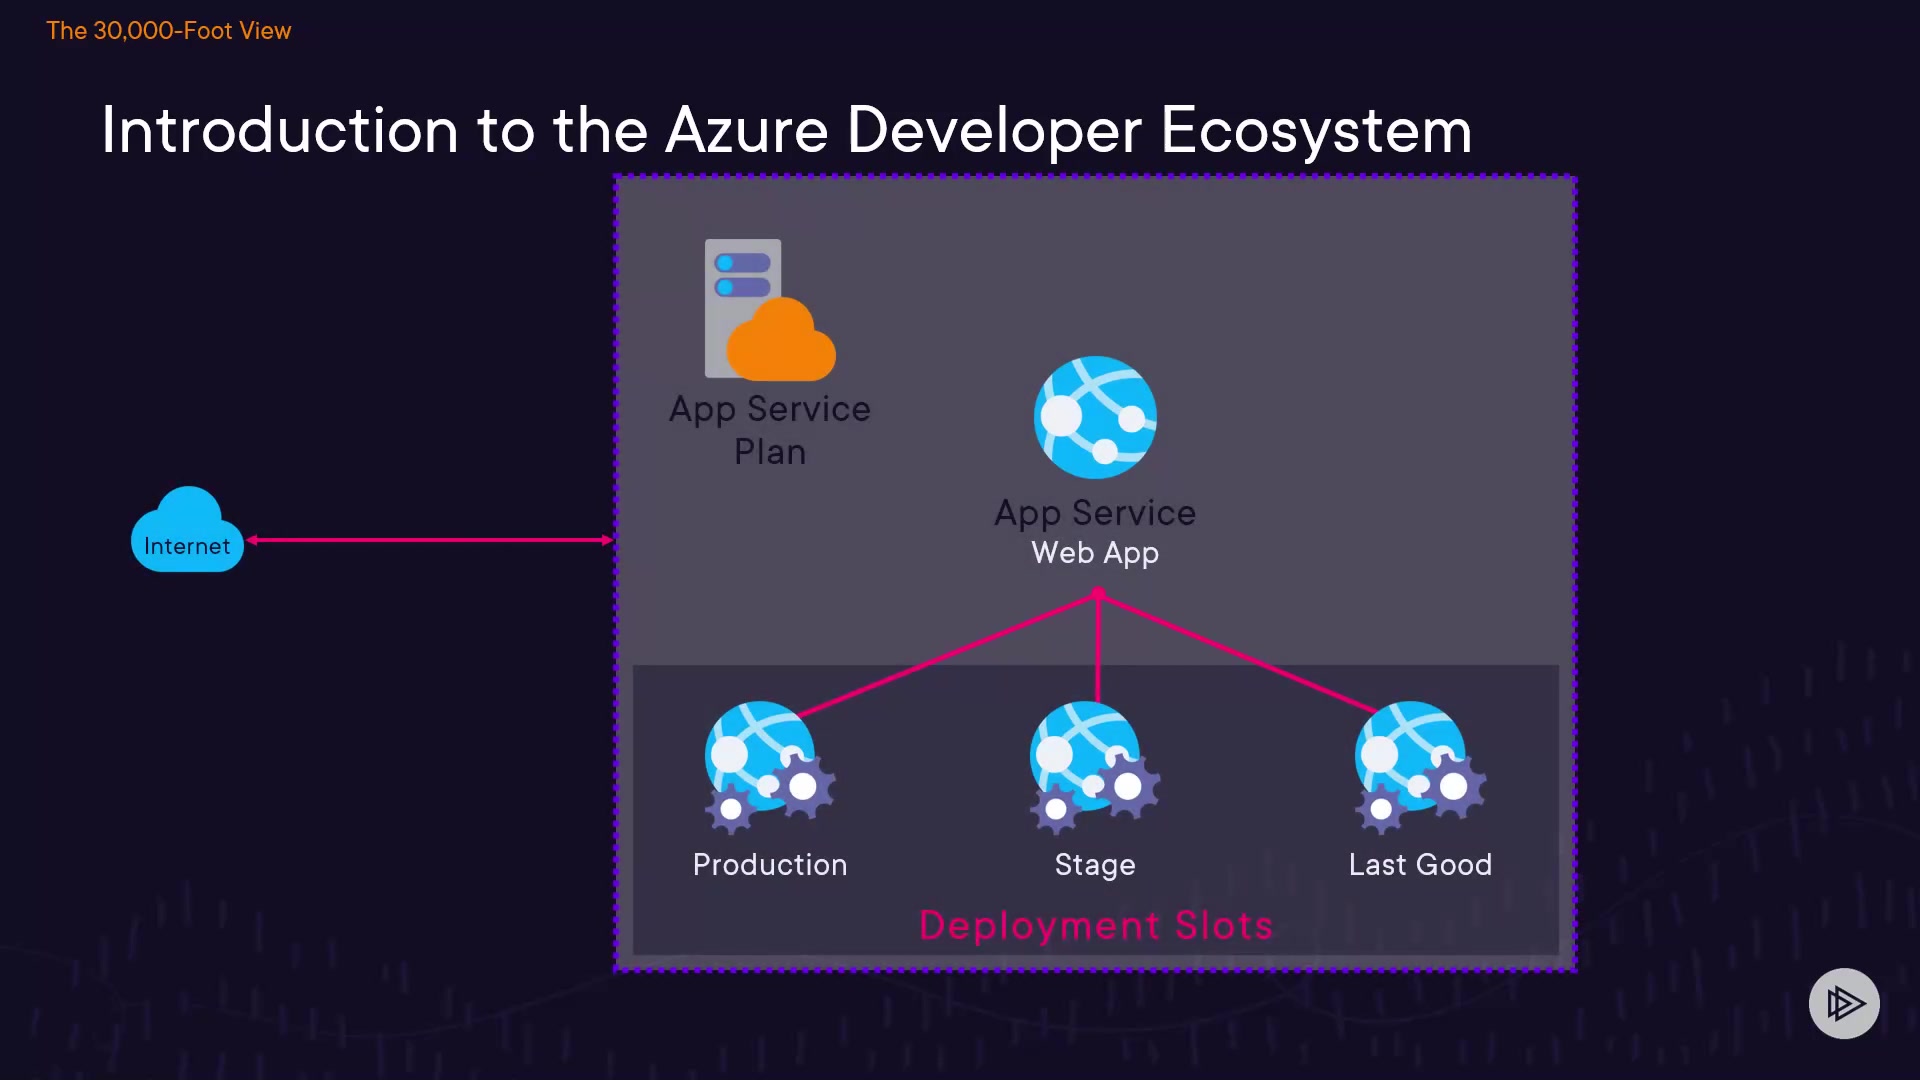 The 30,000-Foot View
Introduction to the Azure Developer Ecosystem
App Service
Plan
App Service
Web App
Internet
Production
Stage
Last Good
Deployment Slots